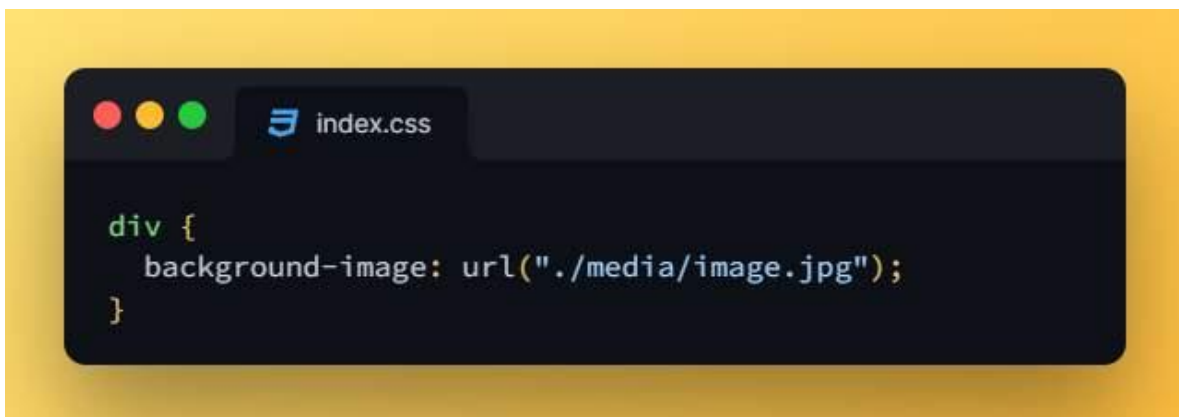 index.css
div {
  background-image: url("./media/image.jpg");
}